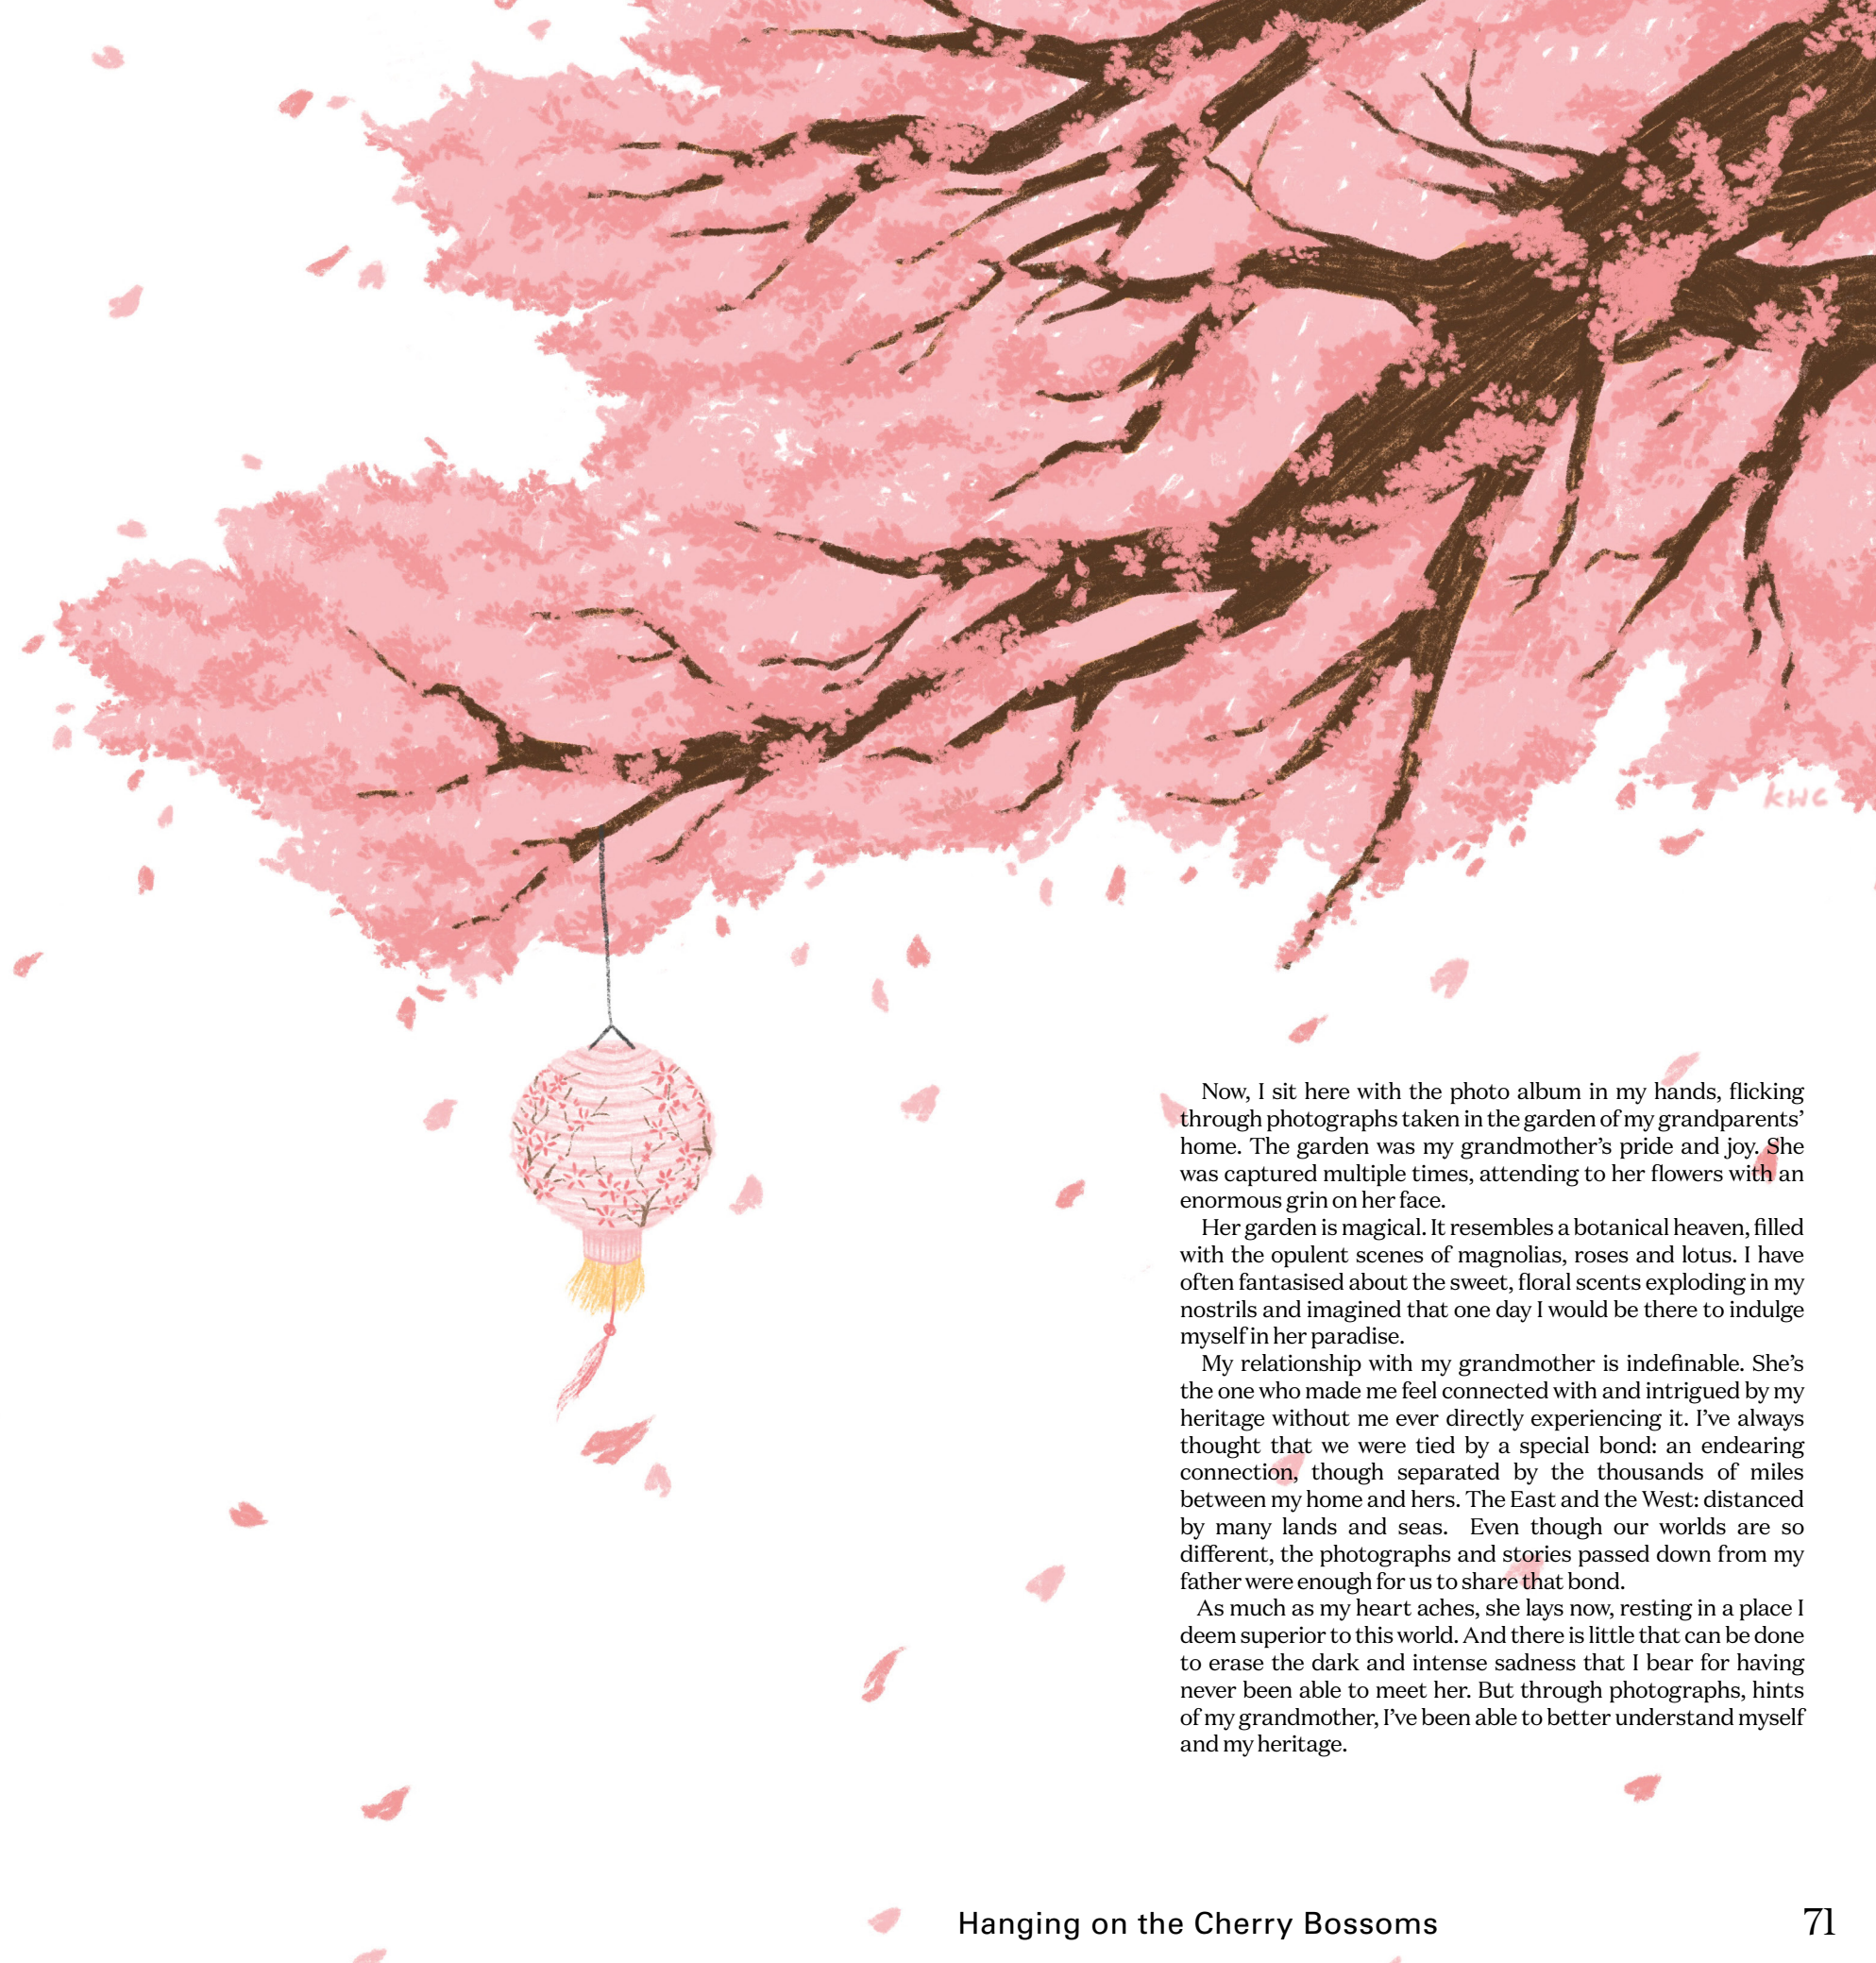 kwc
Now, I sit here with the photo album in my hands, flicking
through photographs taken in the garden of my grandparents’
home. The garden was my grandmother’s pride and joy. She
was captured multiple times, attending to her flowers with an
enormous grin on her face.
Her garden is magical. It resembles a botanical heaven, filled
with the opulent scenes of magnolias, roses and lotus. I have
often fantasised about the sweet, floral scents exploding in my
nostrils and imagined that one day I would be there to indulge
myself in her paradise.
My relationship with my grandmother is indefinable. She’s
the one who made me feel connected with and intrigued by my
heritage without me ever directly experiencing it. I’ve always
thought that we were tied by a special bond: an endearing
connection, though separated by the thousands of miles
between my home and hers. The East and the West: distanced
by many lands and seas.  Even though our worlds are so
different, the photographs and stories passed down from my
father were enough for us to share that bond.
As much as my heart aches, she lays now, resting in a place I
deem superior to this world. And there is little that can be done
to erase the dark and intense sadness that I bear for having
never been able to meet her. But through photographs, hints
of my grandmother, I’ve been able to better understand myself
and my heritage.
Hanging on the Cherry Bossoms
71